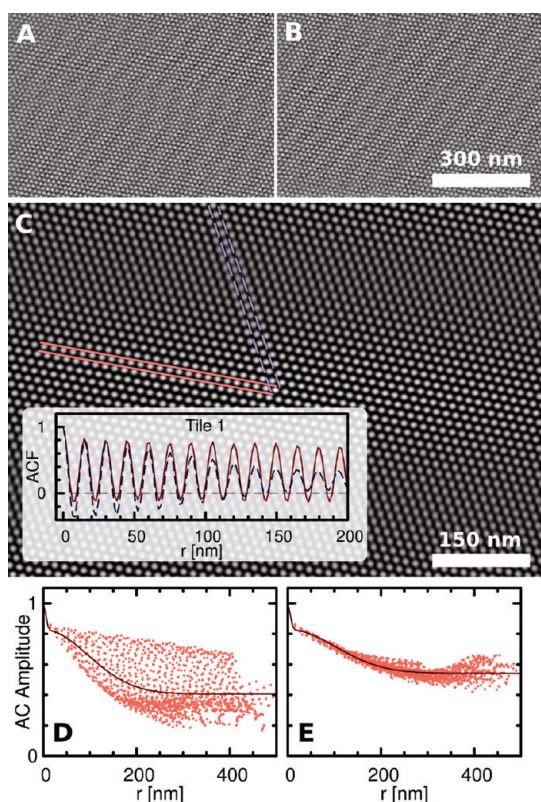 A
B
300 nm
C
Tile 1
1
ACF
0
0 50 100 150 200
r [nm]
150 nm
1
AC Amplitude
0
D
E
0 200 400
0 200 400
r [nm]
r [nm]